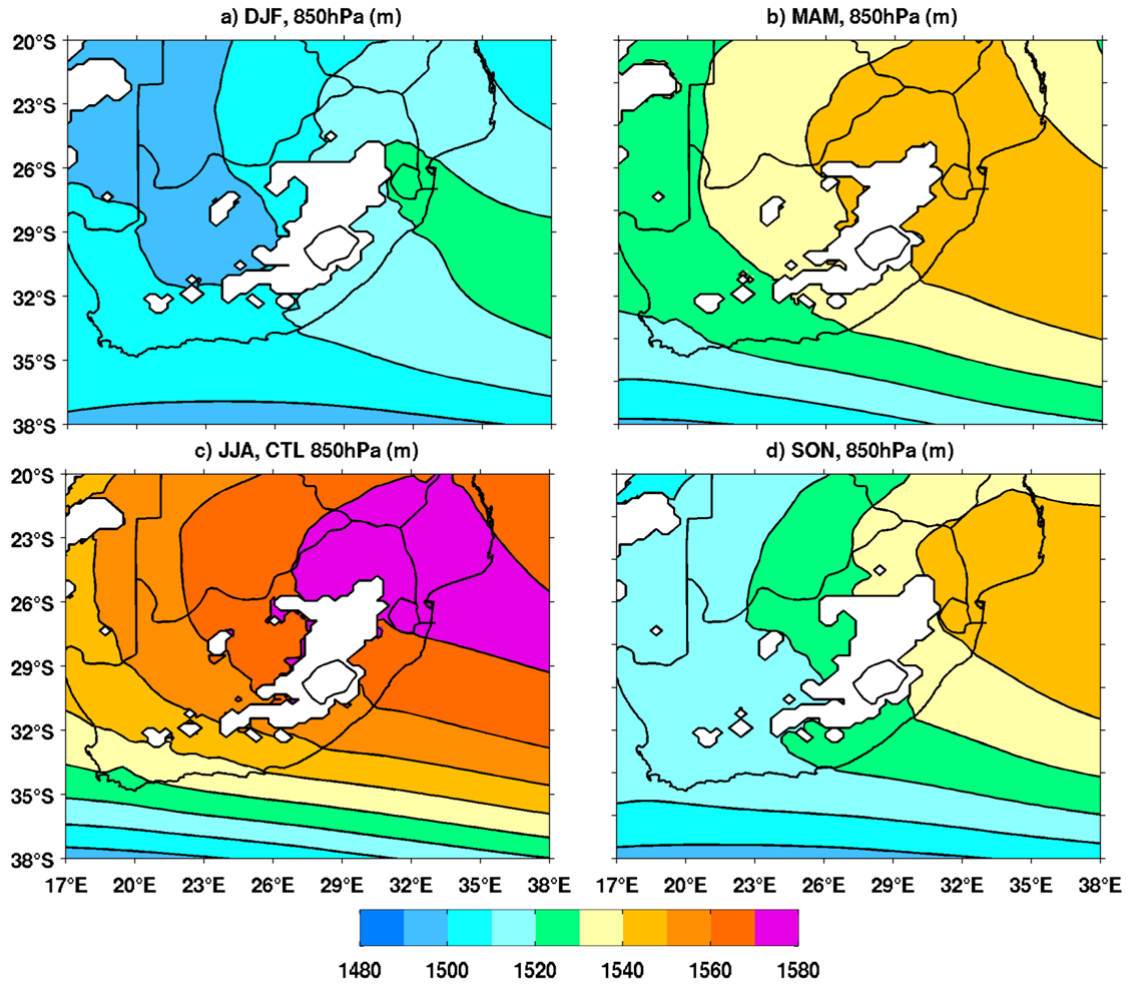 a) DJF, 850hPa (m)
b) MAM, 850hPa (m)
20°S
23°S
26°S
29°S
32°S
35°S
38°S
c) JJA, CTL 850hPa (m)
d) SON, 850hPa (m)
20°S
23°S
26°S
29°S
32°S
35°S
38°S
17°E 20°E 23°E 26°E 29°E 32°E 35°E 38°E
17°E 20°E 23°E 26°E 29°E 32°E 35°E 38°E
1480 1500 1520 1540 1560 1580